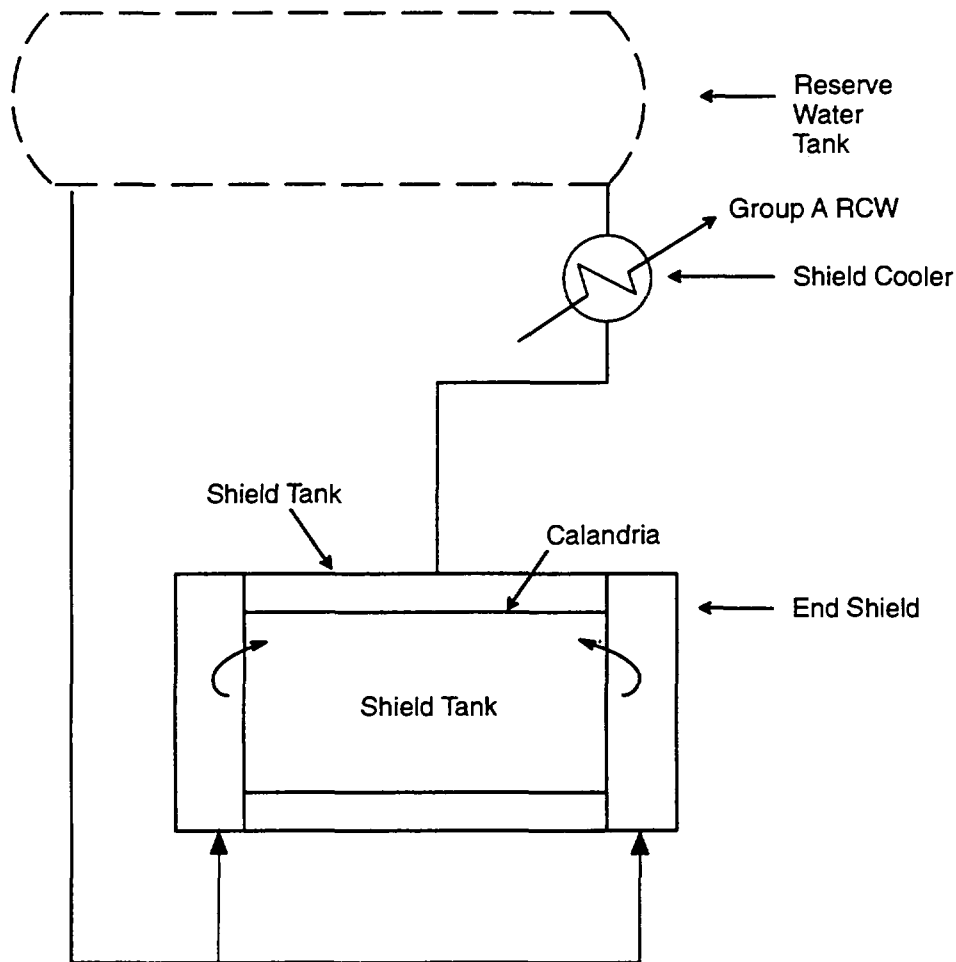 Reserve
Water
Tank
Group A RCW
Shield Cooler
Shield Tank
Calandria
End Shield
Shield Tank